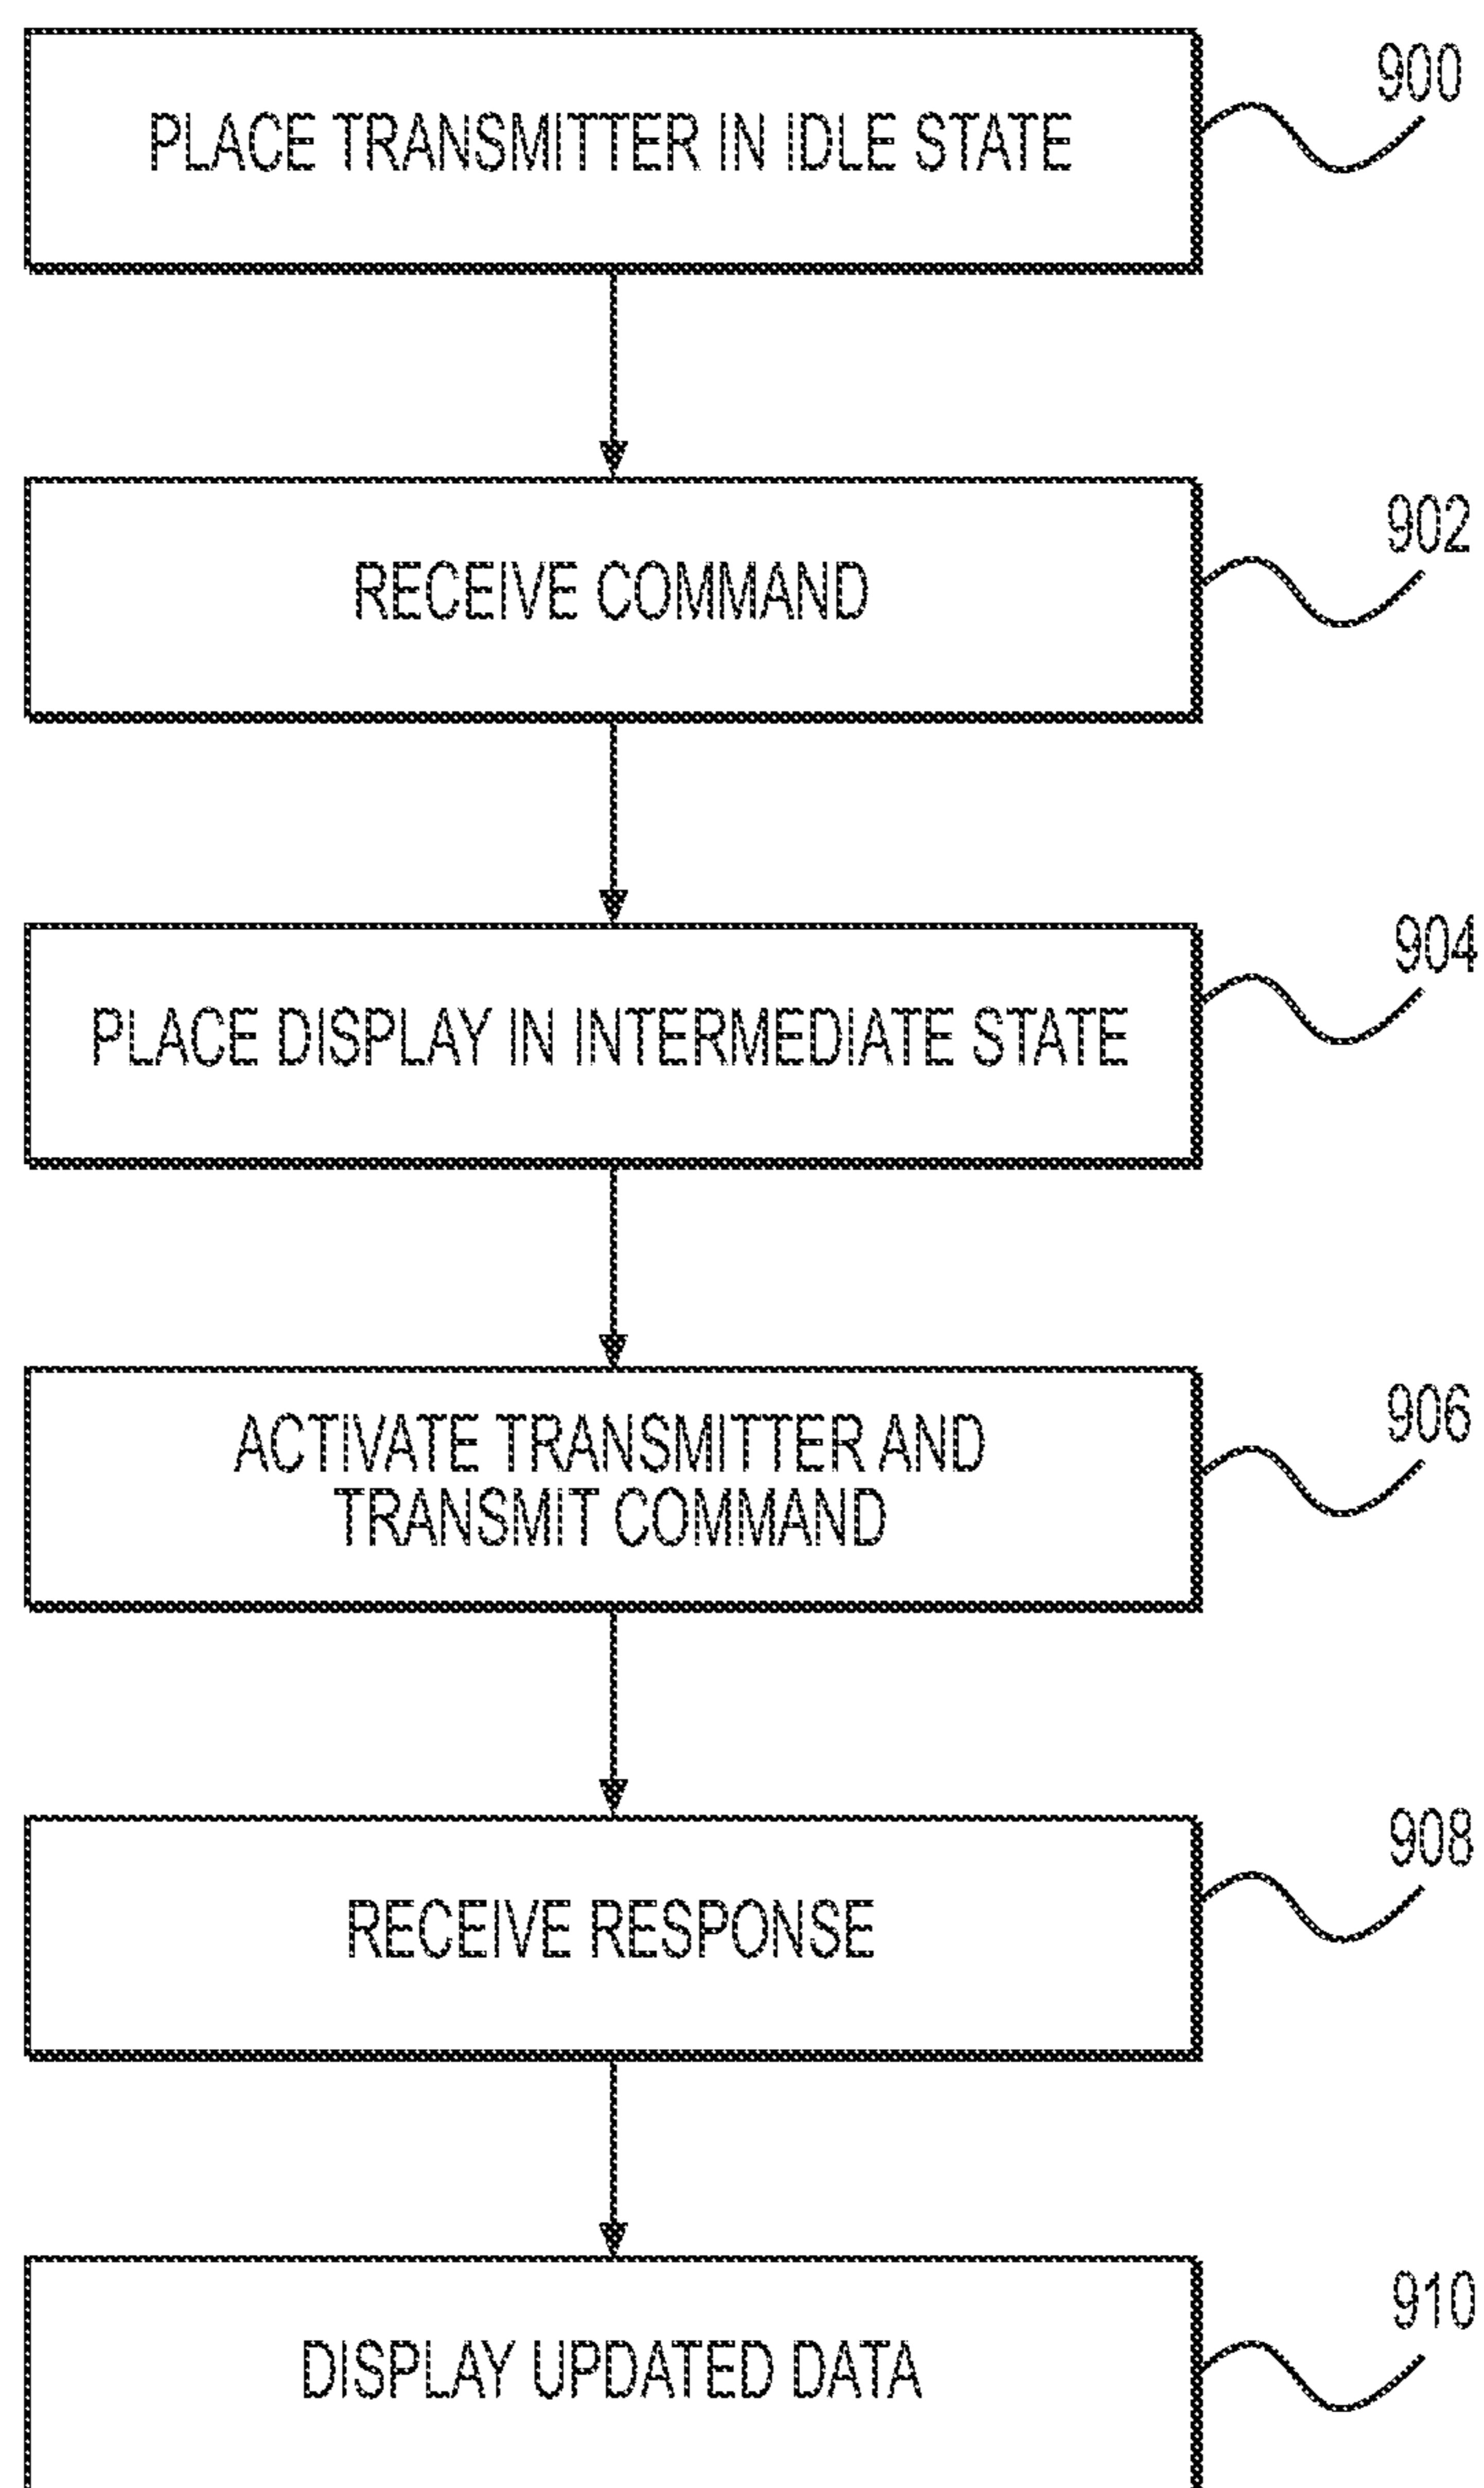 PLACE TRANSMITTER IN IDLE STATE
900
RECEIVE COMMAND
902
PLACE DISPLAY IN INTERMEDIATE STATE
904
ACTIVATE TRANSMITTER AND
TRANSMIT COMMAND
906
RECEIVE RESPONSE
908
DISPLAY UPDATED DATA
910